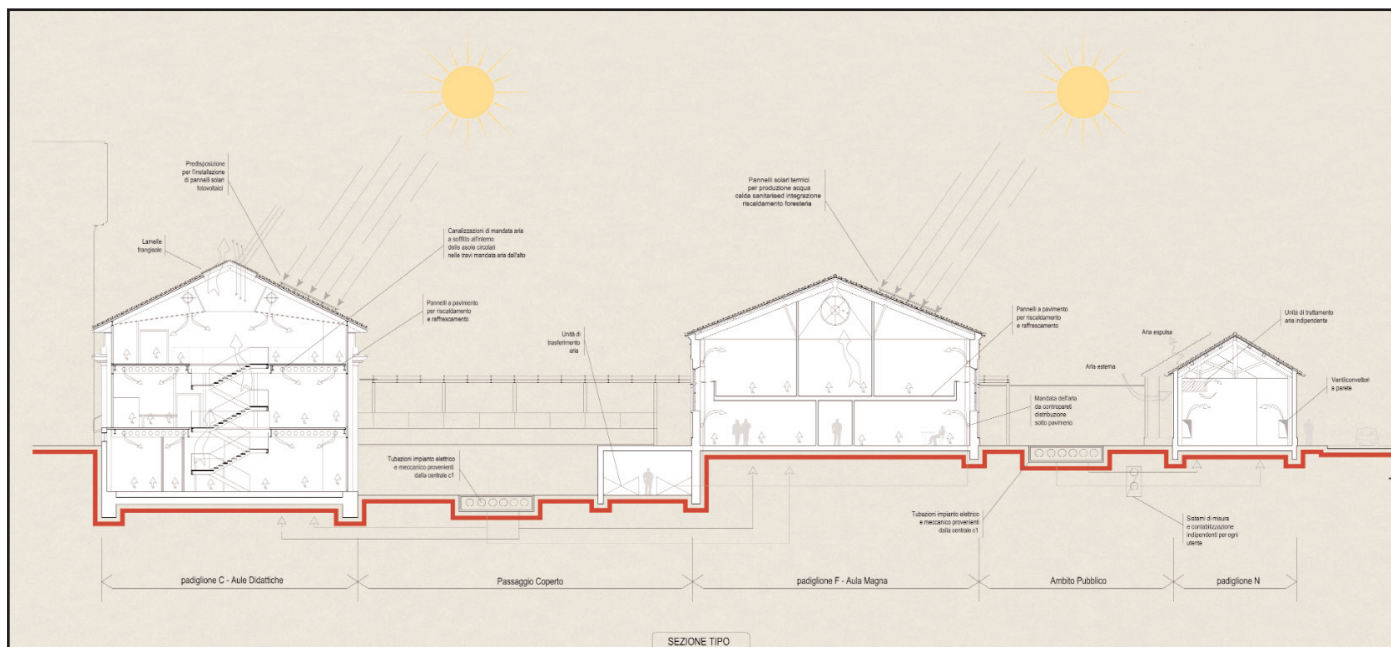 Predisposizione
per l'installazione
di pannelli solari
fotovoltaici
Lamelle
frangisole
Canalizzazioni di mandata aria
a soffitto all'interno
delle asole circolari
nelle travi mandata aria dall'alto
Pannelli a pavimento
per riscaldamento
e raffrescamento
Unità di
trasferimento
aria
Pannelli solari termici
per produzione acqua
calda sanitariaed integrazione
riscaldamento foresteria
Pannelli a pavimento
per riscaldamento
e raffrescamento
Aria espulsa
Aria esterna
Unità di trattamento
aria indipendente
Ventilconvettori
a parete
Mandata dell'aria
da contropareti
distribuzione
sotto pavimeno
Tubazioni impianto elettrico
e meccanico provenienti
dalla centrale c1
Tubazioni impianto elettrico
e meccanico provenienti
dalla centrale c1
Sistemi di misura
e contabilizzazione
indipendenti per ogni
utente
padiglione C - Aule Didattiche
Passaggio Coperto
padiglione F - Aula Magna
Ambito Pubblico
padiglione N
SEZIONE TIPO